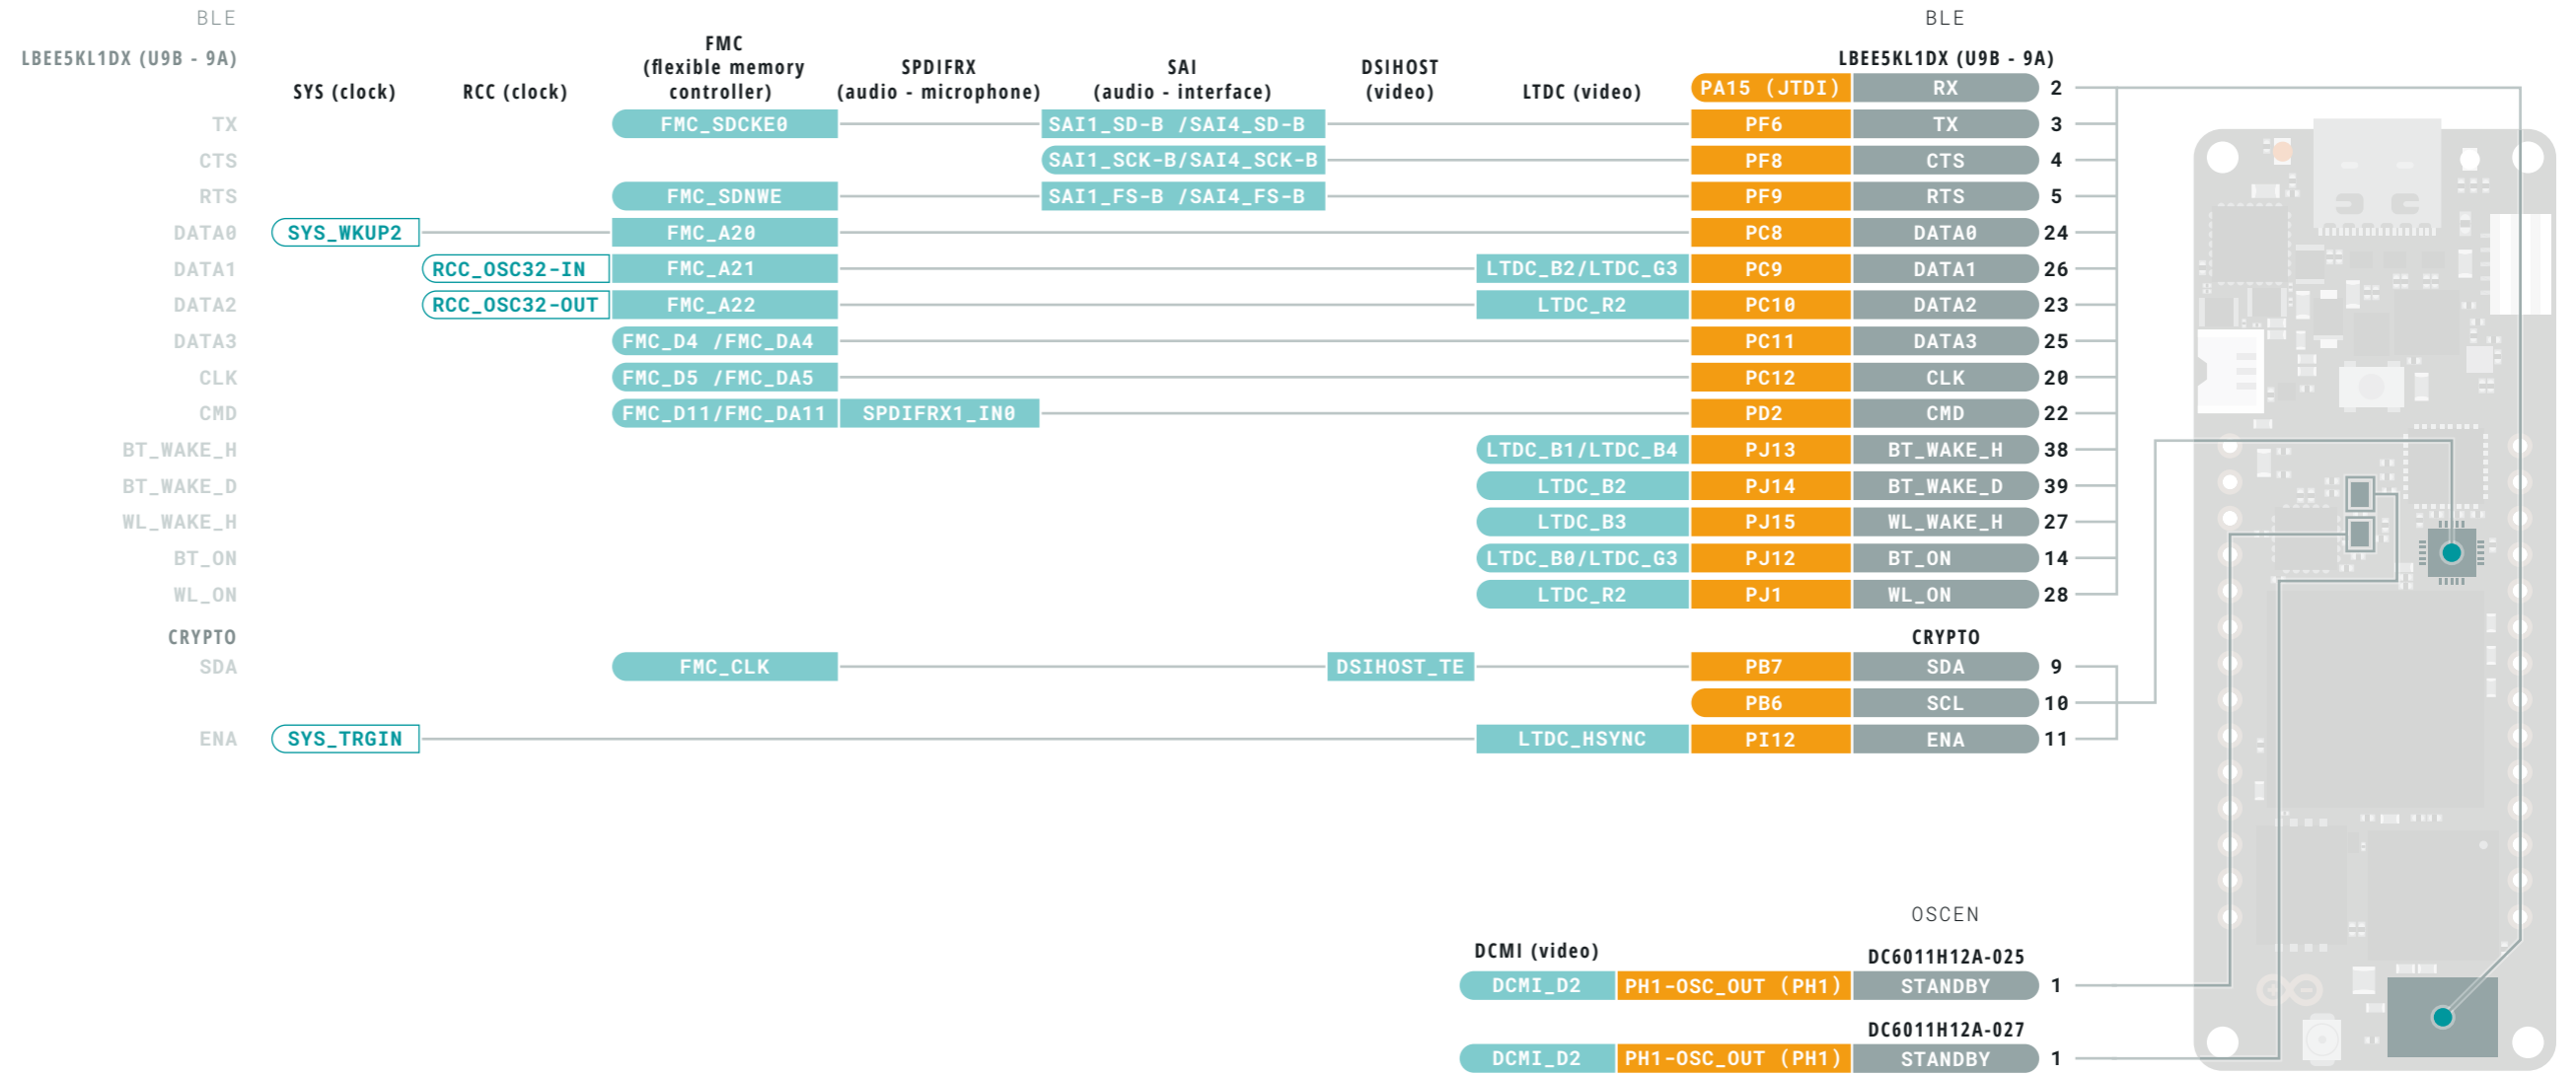 BLE BLE
LBEE5KL1DX (U9B - 9A) FMC LBEE5KL1DX (U9B - 9A)
(flexible memory SPDIFRX SAI DSIHOST
SYS (clock) RCC (clock) controller) (audio - microphone) (audio - interface) (video) LTDC (video)
PA15 (JTDI) RX 2
TX FMC_SDCKE0 SAI1_SD-B /SAI4_SD-B PF6 TX 3
CTS SAI1_SCK-B/SAI4_SCK-B PF8 CTS 4
RTS FMC_SDNWE SAI1_FS-B /SAI4_FS-B PF9 RTS 5
DATA0 SYS_WKUP2 FMC_A20 PC8 DATA0 24
DATA1 RCC_OSC32-IN FMC_A21 LTDC_B2/LTDC_G3 PC9 DATA1 26
DATA2 RCC_OSC32-OUT FMC_A22 LTDC_R2 PC10 DATA2 23
DATA3 FMC_D4 /FMC_DA4 PC11 DATA3 25
CLK FMC_D5 /FMC_DA5 PC12 CLK 20
CMD FMC_D11/FMC_DA11 SPDIFRX1_IN0 PD2 CMD 22
BT_WAKE_H LTDC_B1/LTDC_B4 PJ13 BT_WAKE_H 38
BT_WAKE_D LTDC_B2 PJ14 BT_WAKE_D 39
WL_WAKE_H LTDC_B3 PJ15 WL_WAKE_H 27
BT_ON LTDC_B0/LTDC_G3 PJ12 BT_ON 14
WL_ON LTDC_R2 PJ1 WL_ON 28
CRYPTO CRYPTO
SDA FMC_CLK DSIHOST_TE PB7 SDA 9
PB6 SCL 10
ENA SYS_TRGIN LTDC_HSYNC PI12 ENA 11
OSCEN
DCMI (video) DC6011H12A-025
DCMI_D2 PH1-OSC_OUT (PH1) STANDBY 1
DC6011H12A-027
DCMI_D2 PH1-OSC_OUT (PH1) STANDBY 1